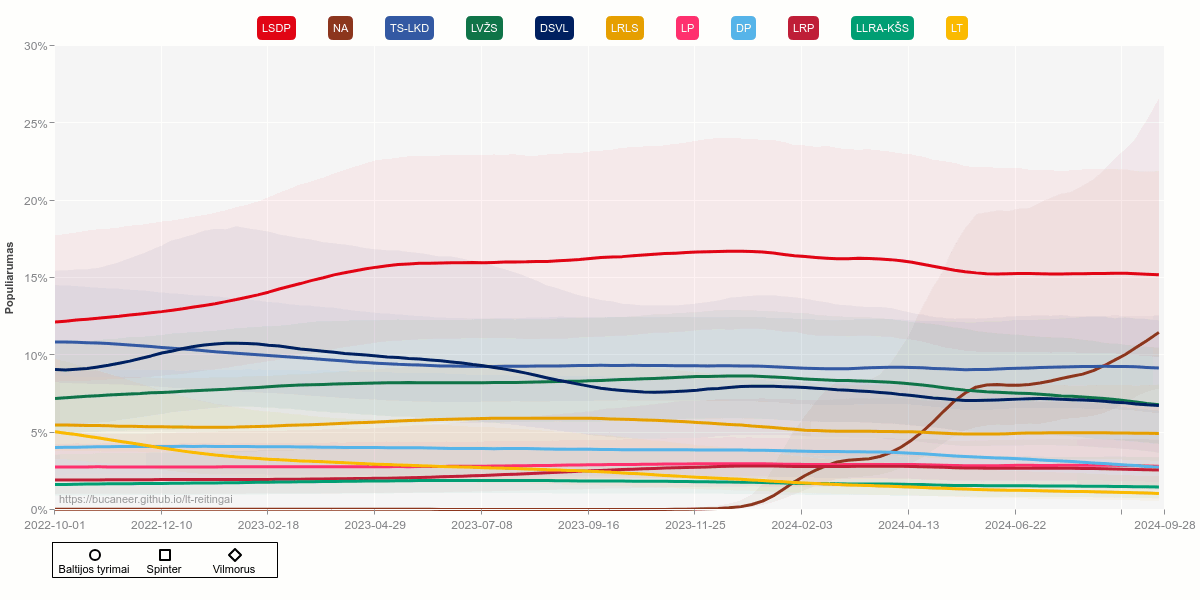 LSDP NA TS-LKD LVŽS DSVL LRLS LP DP LRP LLRA-KŠS LT
30%
25%
20%
15%
10%
5%
0%
Populiarumas
https://bucaneer.github.io/lt-reitingai
2022-10-01 2022-12-10 2023-02-18 2023-04-29 2023-07-08 2023-09-16 2023-11-25 2024-02-03 2024-04-13 2024-06-22 2024-09-28
Baltijos tyrimai Spinter Vilmorus